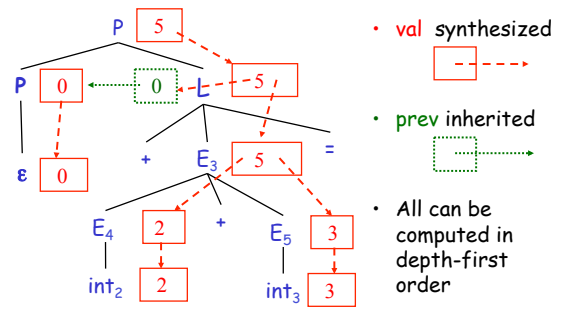 P 5
P 0 0 L 5
+ E3 5 =
ε 0
E4 2 + E5 3
int2 2 int3 3
• val synthesized
• prev inherited
• All can be
computed in
depth-first
order